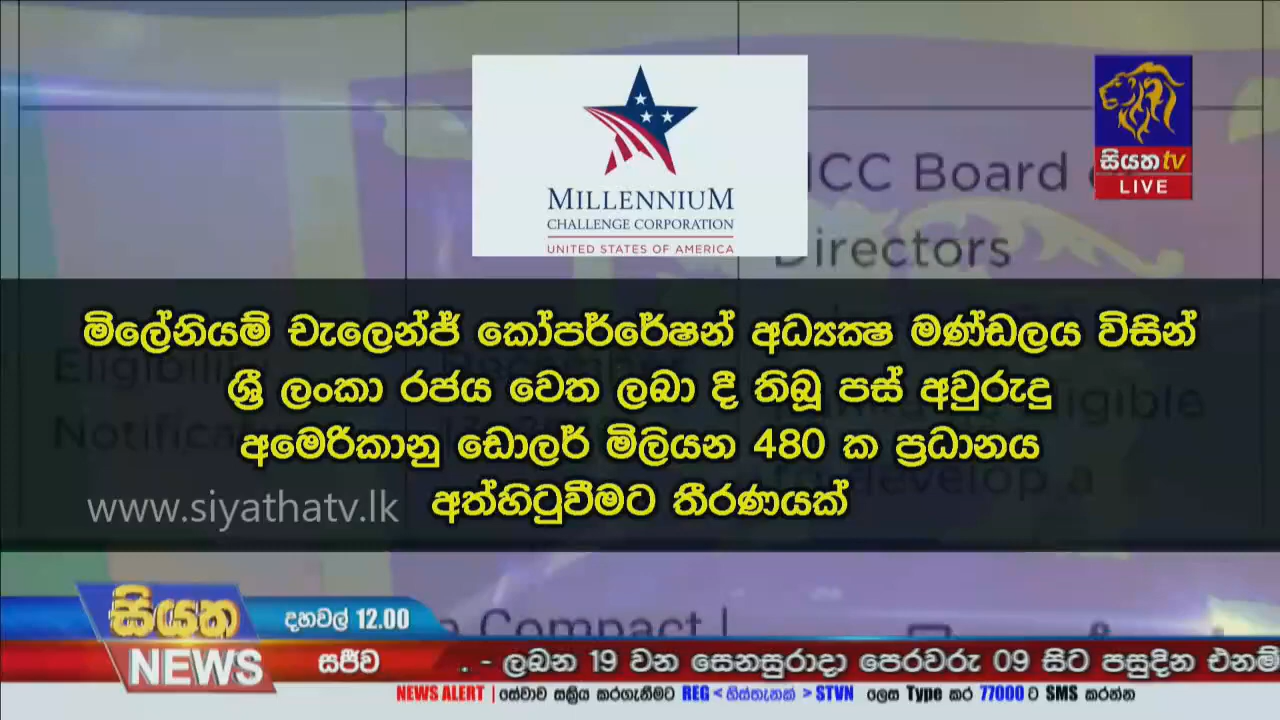 MILLENNIUM
CHALLENGE CORPORATION
UNITED STATES OF AMERICA
සියත tv
LIVE
ICC Board
Directors
මිලේනියම් චැලෙන්ජ් කෝපර්රේෂන් අධ්‍යක්ෂ මණ්ඩලය විසින්
ශ්‍රී ලංකා රජය වෙත ලබා දී තිබූ පස් අවුරුදු
අමෙරිකානු ඩොලර් මිලියන 480 ක ප්‍රධානය
අත්හිටුවීමට තීරණයක්
Eligibility
to develop a
www.siyathatv.lk
සියත
NEWS
දහවල් 12.00
Compact
සජීව
.. - ලබන 19 වන සෙනසුරාදා පෙරවරු 09 සිට පසුදින එනම්
NEWS ALERT | සේවාව සක්‍රිය කරගැනීමට REG < හිස්තැනක් > STVN ලෙස Type කර 77000 ට SMS කරන්න